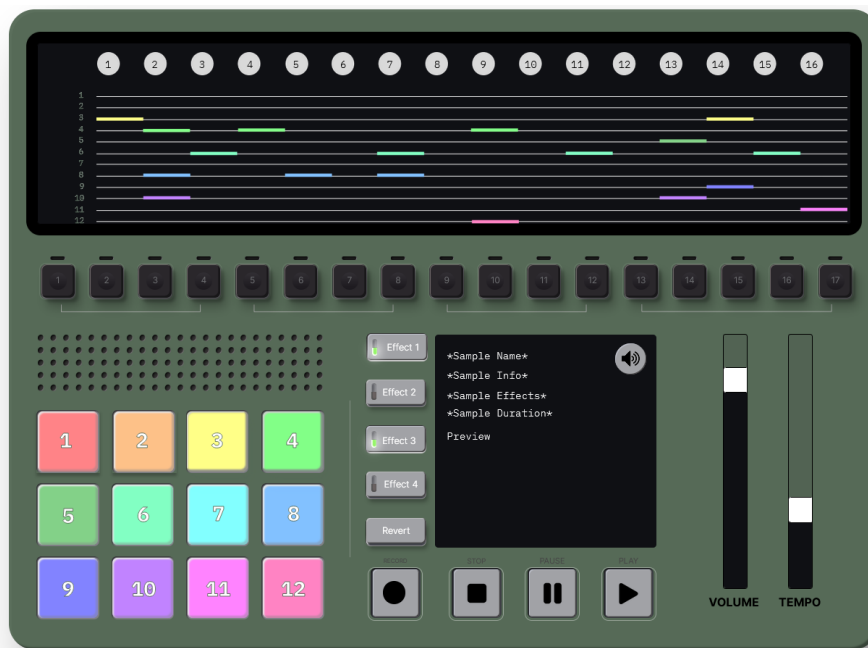 1 2 3 4 5 6 7 8 9 10 11 12 13 14 15 16
1
2
3
4
5
6
7
8
9
10
11
12
1 2 3 4 5 6 7 8 9 10 11 12 13 14 15 16 17
Effect 1
Effect 2
Effect 3
Effect 4
Revert
*Sample Name*
*Sample Info*
*Sample Effects*
*Sample Duration*
Preview
1 2 3 4
5 6 7 8
9 10 11 12
RECORD STOP PAUSE PLAY
VOLUME TEMPO